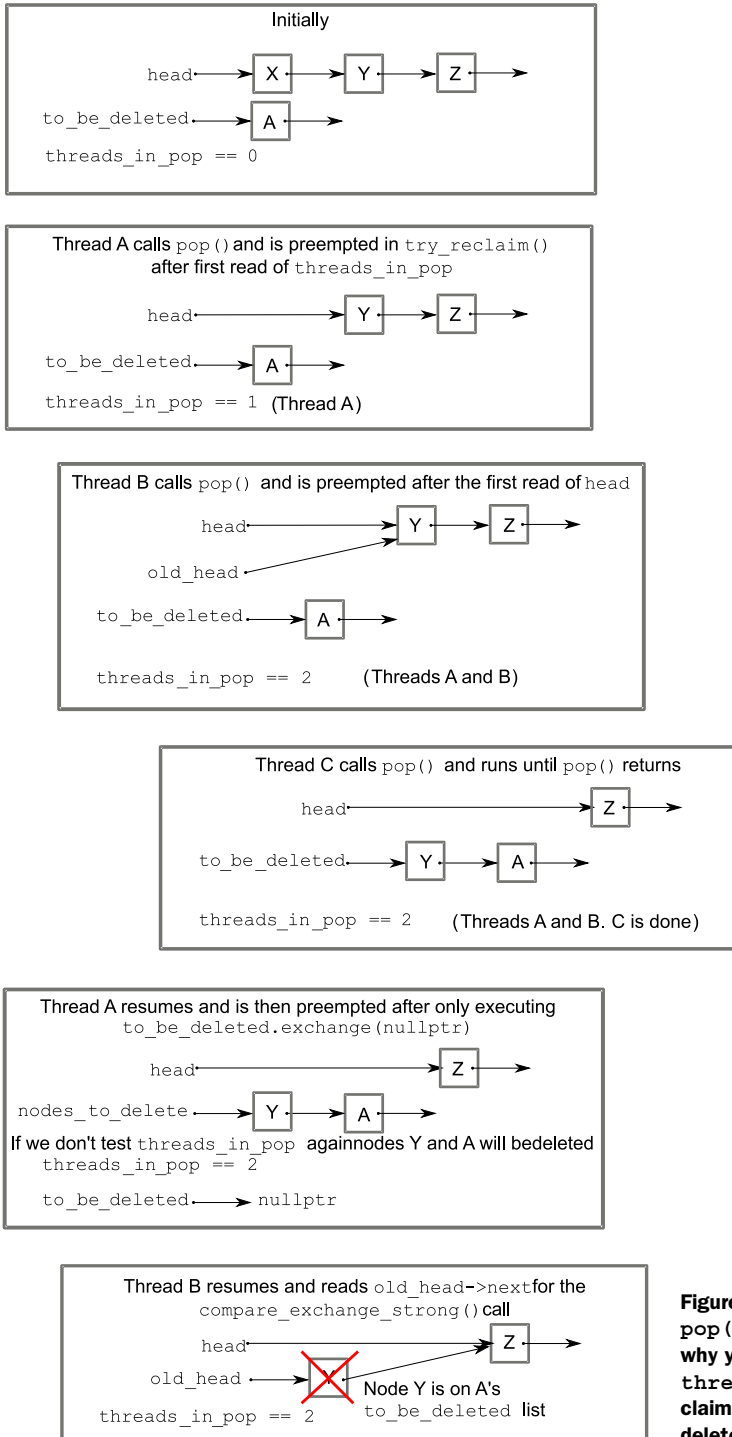 Initially
head X Y Z
to_be_deleted A
threads_in_pop == 0
Thread A calls pop() and is preempted in try_reclaim()
after first read of threads_in_pop
head Y Z
to_be_deleted A
threads_in_pop == 1 (Thread A)
Thread B calls pop() and is preempted after the first read of head
head Y Z
old_head
to_be_deleted A
threads_in_pop == 2 (Threads A and B)
Thread C calls pop() and runs until pop() returns
head Z
to_be_deleted Y A
threads_in_pop == 2 (Threads A and B. C is done)
Thread A resumes and is then preempted after only executing
to_be_deleted.exchange(nullptr)
head Z
nodes_to_delete Y A
If we don't test threads_in_pop againnodes Y and A will bedeleted
threads_in_pop == 2
to_be_deleted nullptr
Thread B resumes and reads old_head->nextfor the
compare_exchange_strong() call
head Z
old_head Y
Node Y is on A's
threads_in_pop == 2 to_be_deleted list
Figure
pop(
why y
thre
claim
delet